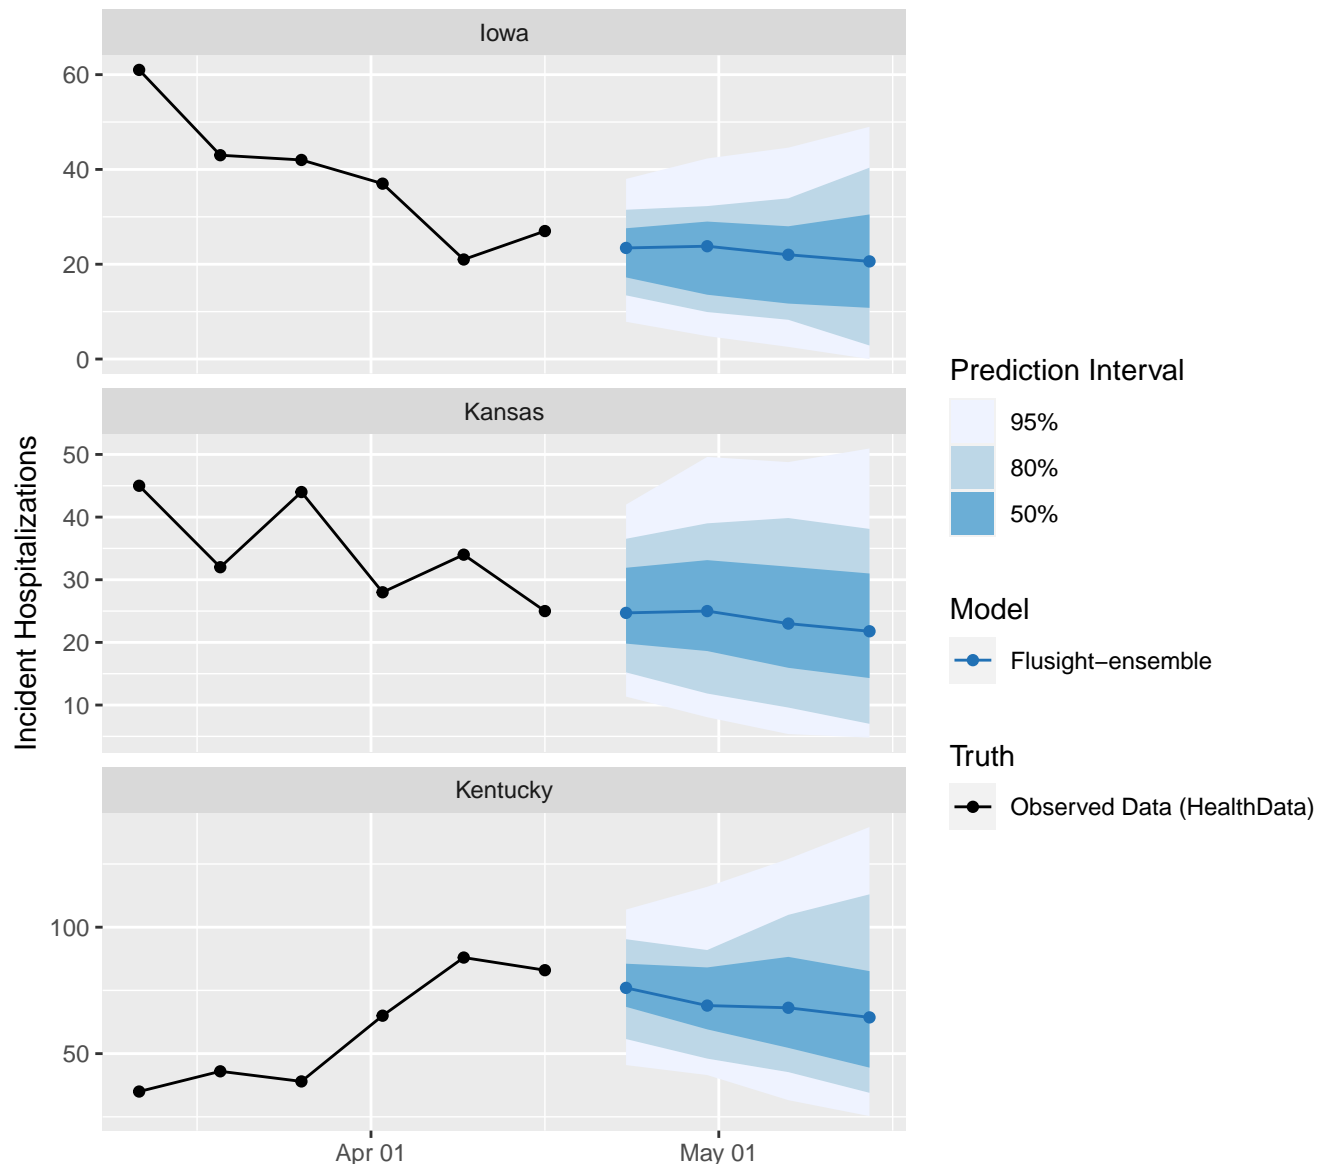 Iowa
60
40
20
0
Kansas
50
40
30
20
10
Kentucky
100
50
Apr 01
May 01
Incident Hospitalizations
Prediction Interval
95%
80%
50%
Model
Flusight−ensemble
Truth
Observed Data (HealthData)